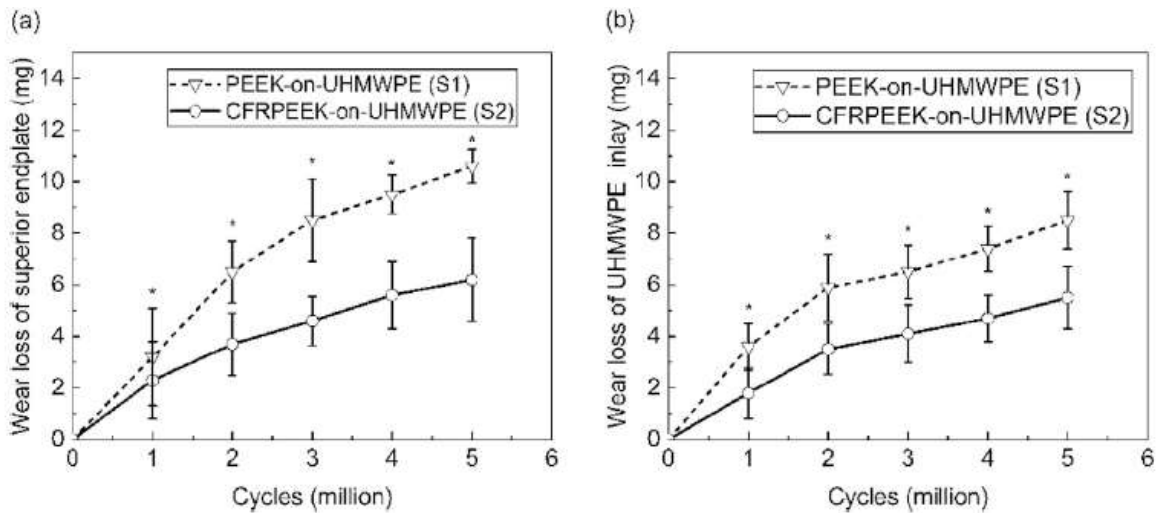 (a)
Wear loss of superior endplate (mg)
14
12
10
8
6
4
2
0
PEEK-on-UHMWPE (S1)
CFRPEEK-on-UHMWPE (S2)
*
*
*
*
*
0 1 2 3 4 5 6
Cycles (million)
(b)
Wear loss of UHMWPE inlay (mg)
14
12
10
8
6
4
2
0
PEEK-on-UHMWPE (S1)
CFRPEEK-on-UHMWPE (S2)
*
*
*
*
*
0 1 2 3 4 5 6
Cycles (million)